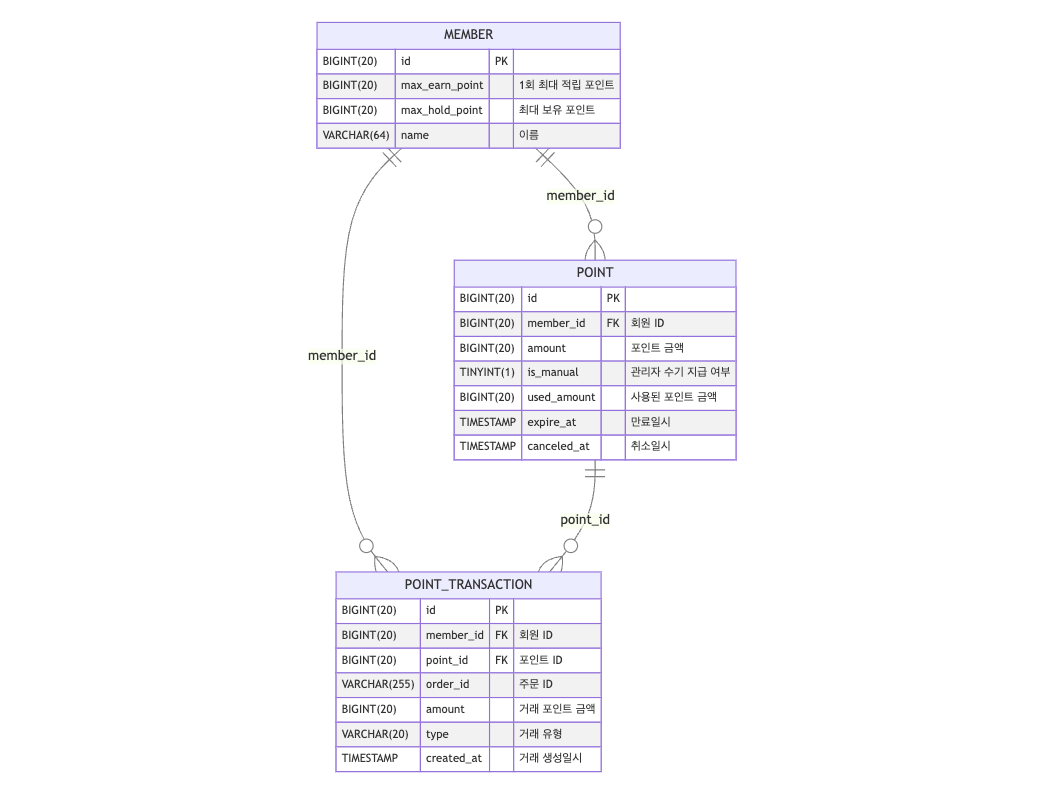 MEMBER
BIGINT(20) id PK
BIGINT(20) max_earn_point 1회 최대 적립 포인트
BIGINT(20) max_hold_point 최대 보유 포인트
VARCHAR(64) name 이름
member_id
POINT
BIGINT(20) id PK
BIGINT(20) member_id FK 회원 ID
BIGINT(20) amount 포인트 금액
TINYINT(1) is_manual 관리자 수기 지급 여부
BIGINT(20) used_amount 사용된 포인트 금액
TIMESTAMP expire_at 만료일시
TIMESTAMP canceled_at 취소일시
member_id
point_id
POINT_TRANSACTION
BIGINT(20) id PK
BIGINT(20) member_id FK 회원 ID
BIGINT(20) point_id FK 포인트 ID
VARCHAR(255) order_id 주문 ID
BIGINT(20) amount 거래 포인트 금액
VARCHAR(20) type 거래 유형
TIMESTAMP created_at 거래 생성일시